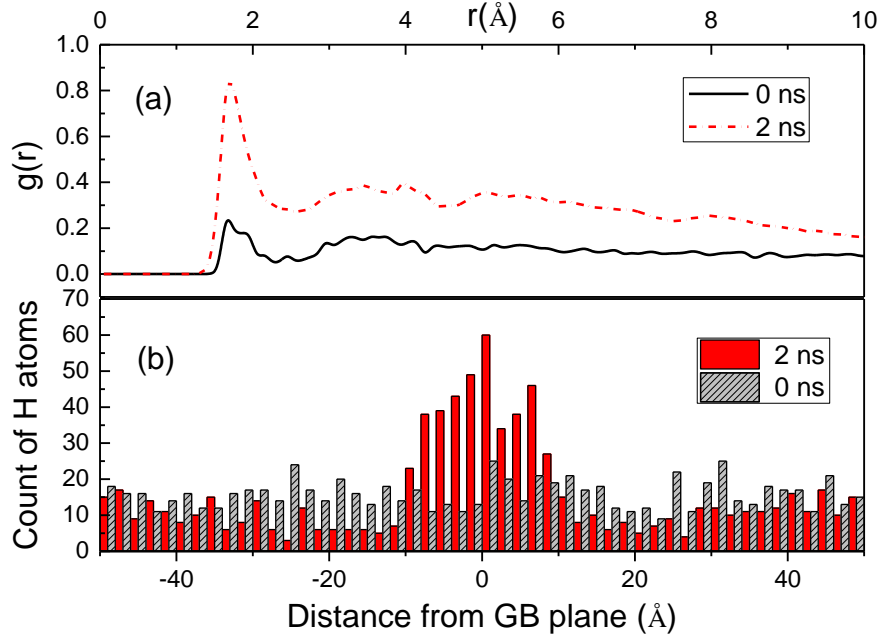 0 2 4 6 8 10
r(Å)
1.0
0.8
0.6
0.4
0.2
0.0
g(r)
(a)
0 ns
2 ns
70
60
50
40
30
20
10
0
Count of H atoms
(b)
2 ns
0 ns
-40 -20 0 20 40
Distance from GB plane (Å)